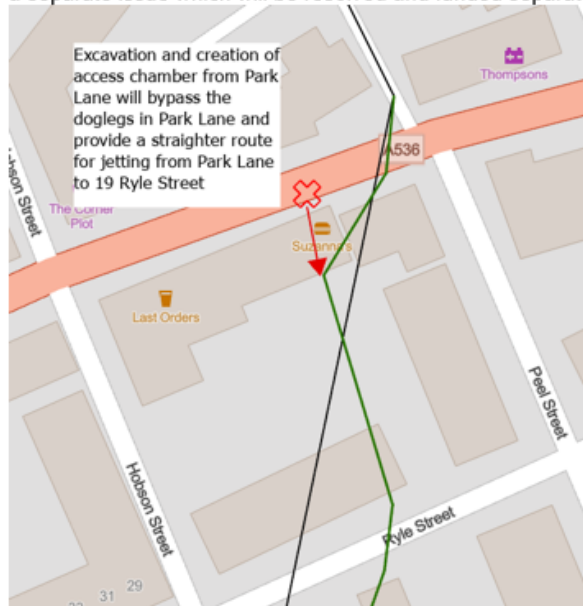 Excavation and creation of
access chamber from Park
Lane will bypass the
doglegs in Park Lane and
provide a straighter route
for jetting from Park Lane
to 19 Ryle Street
Thompsons
A536
Hobson Street
The Corner
Plot
Suzanna's
Last Orders
Peel Street
Hobson Street
Ryle Street
31 29